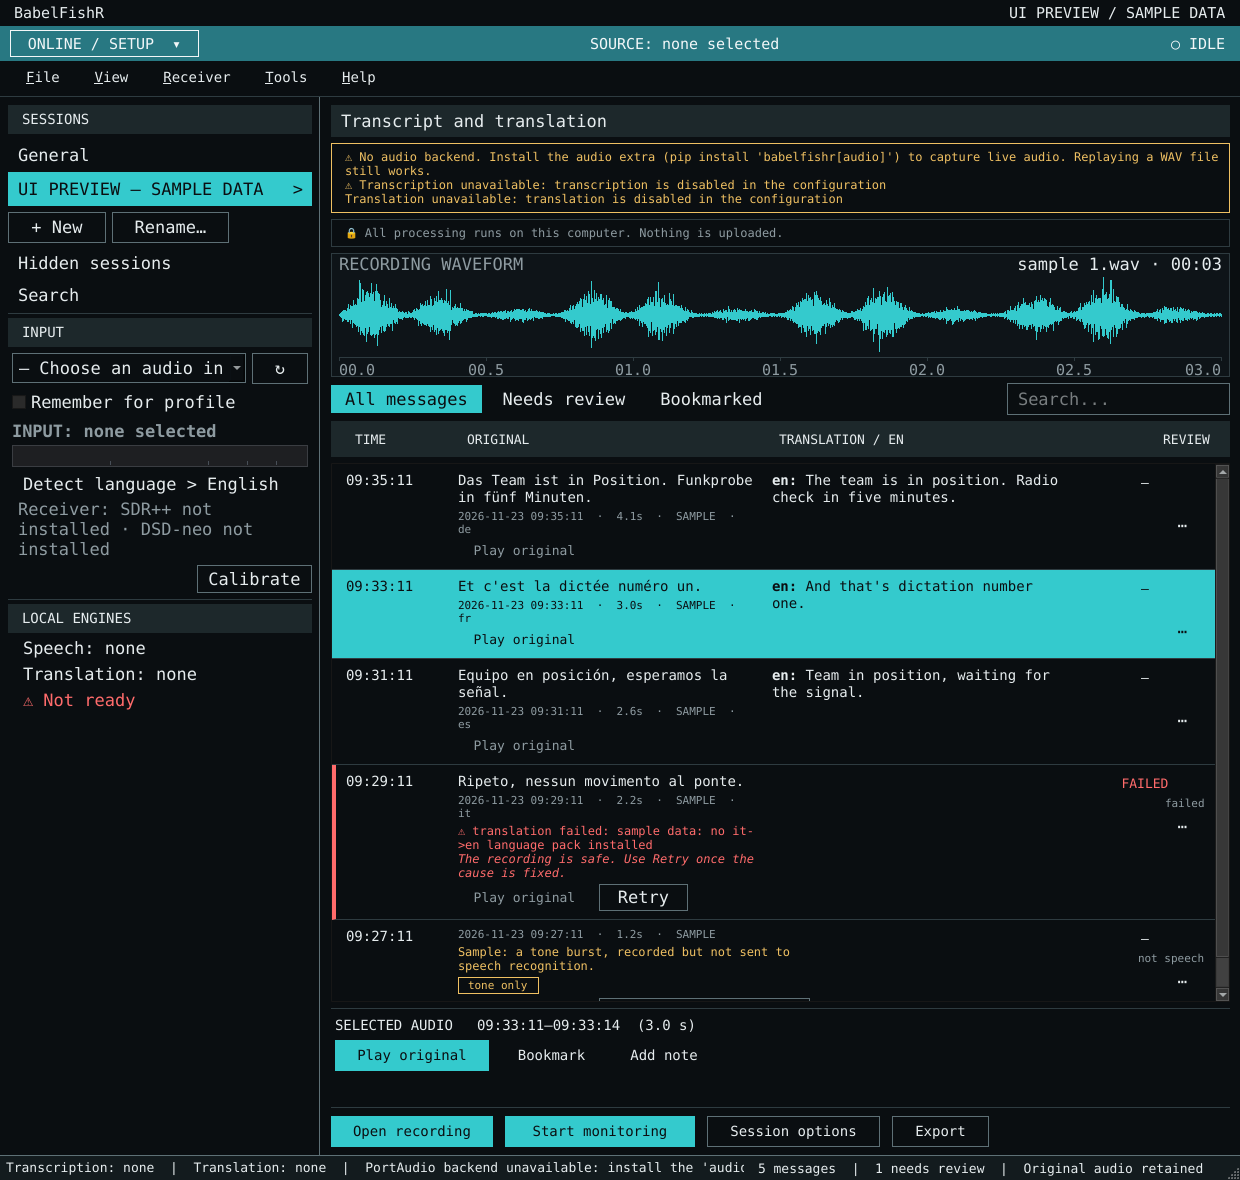 BabelFishR
UI PREVIEW / SAMPLE DATA
ONLINE / SETUP ▾
SOURCE: none selected
○ IDLE
File View Receiver Tools Help
SESSIONS
General
UI PREVIEW — SAMPLE DATA >
+ New Rename…
Hidden sessions
Search
INPUT
— Choose an audio in
↻
Remember for profile
INPUT: none selected
Detect language > English
Receiver: SDR++ not
installed · DSD-neo not
installed
Calibrate
LOCAL ENGINES
Speech: none
Translation: none
⚠ Not ready
Transcript and translation
⚠ No audio backend. Install the audio extra (pip install 'babelfishr[audio]') to capture live audio. Replaying a WAV file
still works.
⚠ Transcription unavailable: transcription is disabled in the configuration
Translation unavailable: translation is disabled in the configuration
🔒 All processing runs on this computer. Nothing is uploaded.
RECORDING WAVEFORM
sample 1.wav · 00:03
00.0 00.5 01.0 01.5 02.0 02.5 03.0
All messages Needs review Bookmarked
Search...
TIME ORIGINAL TRANSLATION / EN REVIEW
09:35:11
Das Team ist in Position. Funkprobe
in fünf Minuten.
2026-11-23 09:35:11 · 4.1s · SAMPLE ·
de
Play original
en: The team is in position. Radio
check in five minutes.
—
…
09:33:11
Et c'est la dictée numéro un.
2026-11-23 09:33:11 · 3.0s · SAMPLE ·
fr
Play original
en: And that's dictation number
one.
—
…
09:31:11
Equipo en posición, esperamos la
señal.
2026-11-23 09:31:11 · 2.6s · SAMPLE ·
es
Play original
en: Team in position, waiting for
the signal.
—
…
09:29:11
Ripeto, nessun movimento al ponte.
2026-11-23 09:29:11 · 2.2s · SAMPLE ·
it
⚠ translation failed: sample data: no it-
>en language pack installed
The recording is safe. Use Retry once the
cause is fixed.
Play original Retry
FAILED
failed
…
09:27:11
2026-11-23 09:27:11 · 1.2s · SAMPLE
Sample: a tone burst, recorded but not sent to
speech recognition.
tone only
—
not speech
…
SELECTED AUDIO 09:33:11—09:33:14 (3.0 s)
Play original Bookmark Add note
Open recording Start monitoring Session options Export
Transcription: none | Translation: none | PortAudio backend unavailable: install the 'audio
5 messages | 1 needs review | Original audio retained